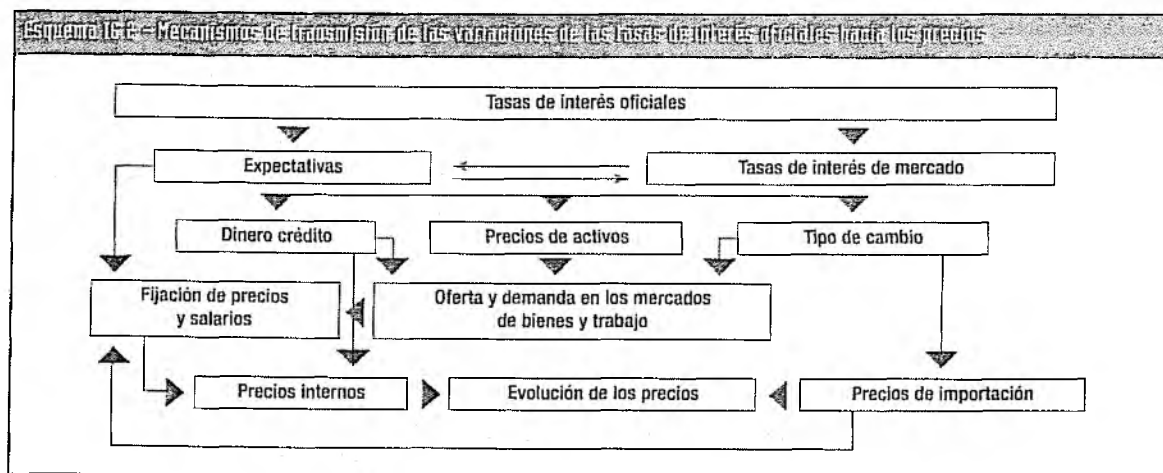 Esquema 16.2 – Mecanismos de transmisión de las variaciones de las tasas de interés oficiales hacia los precios
Tasas de interés oficiales
Expectativas
Tasas de interés de mercado
Dinero crédito
Precios de activos
Tipo de cambio
Fijación de precios
y salarios
Oferta y demanda en los mercados
de bienes y trabajo
Precios internos
Evolución de los precios
Precios de importación